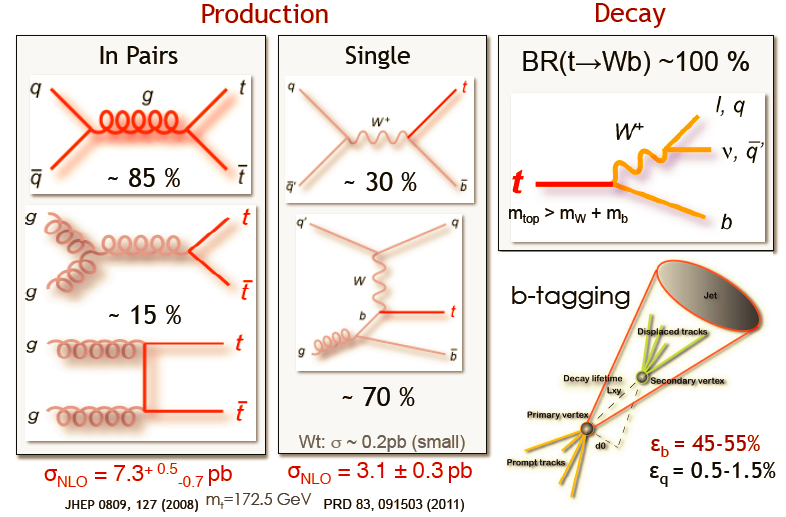 Production
Decay
In Pairs
q
g
t
q̅
t̅
~ 85 %
g
t
g
t̅
~ 15 %
g
t
g
t̅
σNLO = 7.3+ 0.5 -0.7 pb
JHEP 0809, 127 (2008)
Single
q
t
W+
q̅'
b̅
~ 30 %
q'
q
W
b
t
g
b̅
~ 70 %
Wt: σ ~ 0.2pb (small)
σNLO = 3.1 ± 0.3 pb
mt=172.5 GeV
PRD 83, 091503 (2011)
BR(t→Wb) ~100 %
l, q
W+
ν, q̅'
t
mtop > mW + mb
b
b-tagging
Jet
Displaced tracks
Decay lifetime
Lxy
Secondary vertex
Primary vertex
d0
Prompt tracks
εb = 45-55%
εq = 0.5-1.5%